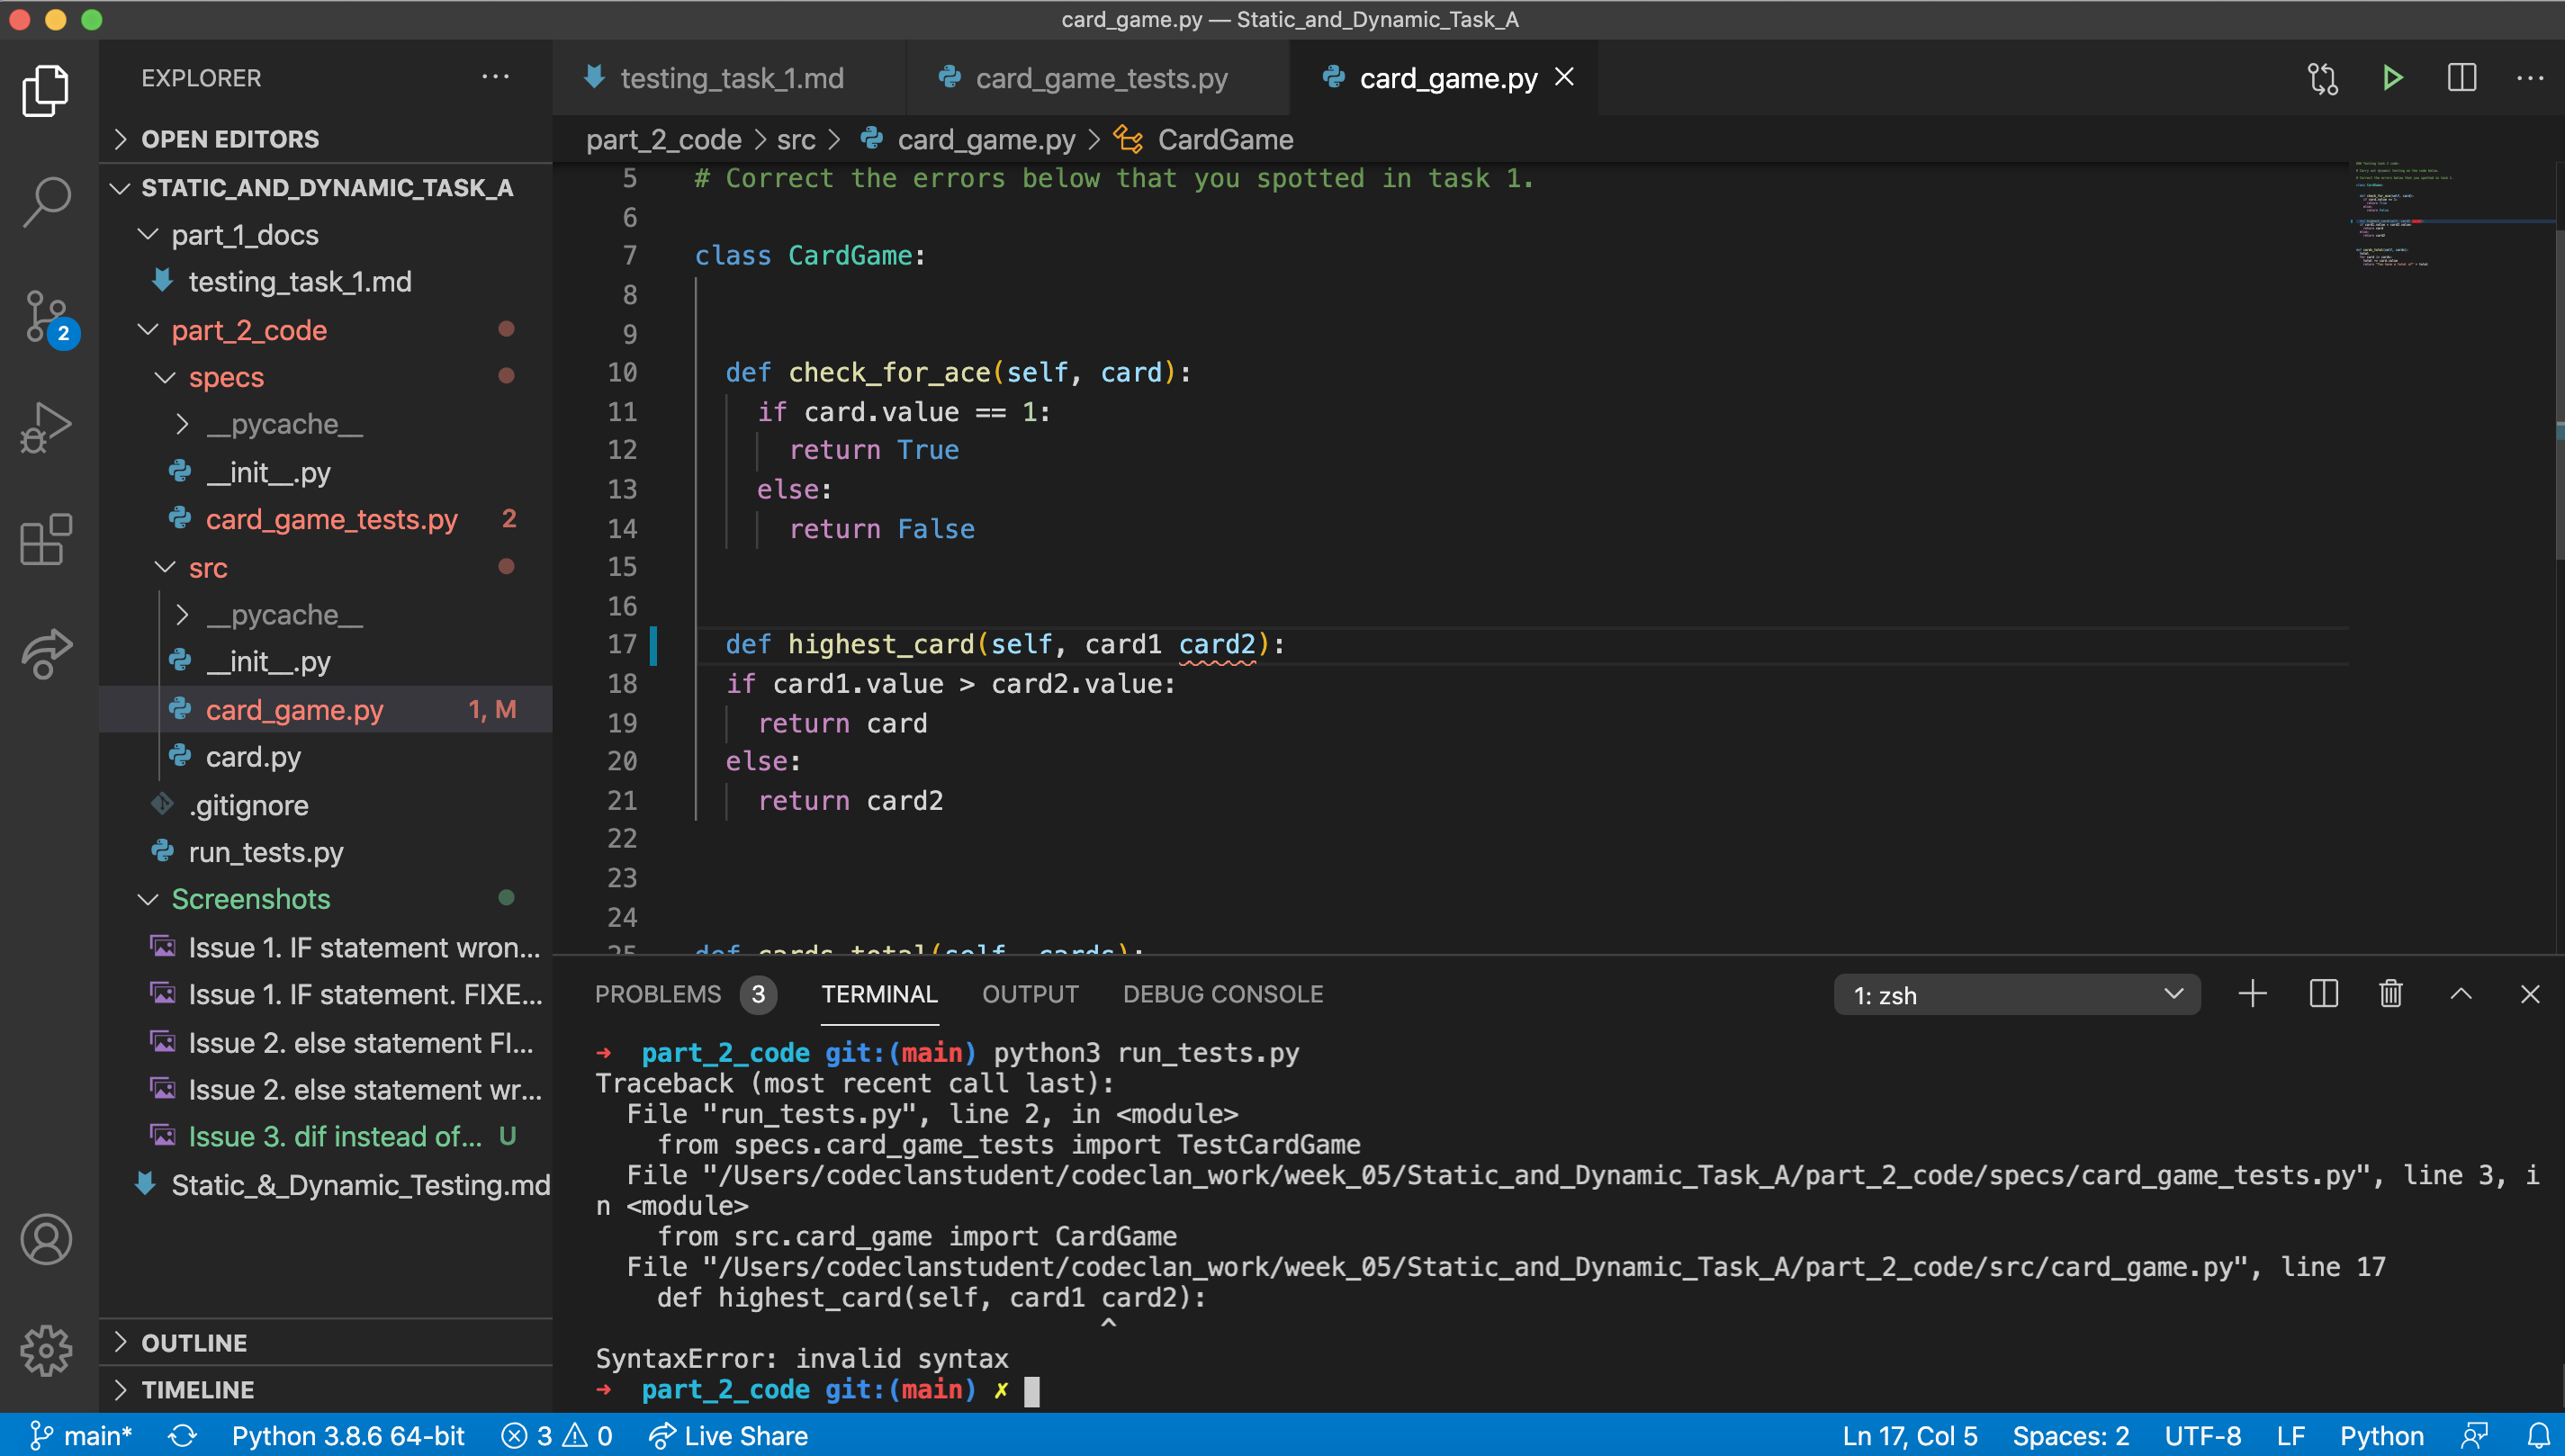 card_game.py — Static_and_Dynamic_Task_A
EXPLORER
OPEN EDITORS
STATIC_AND_DYNAMIC_TASK_A
part_1_docs
testing_task_1.md
part_2_code
specs
__pycache__
__init__.py
card_game_tests.py 2
src
__pycache__
__init__.py
card_game.py 1, M
card.py
.gitignore
run_tests.py
Screenshots
Issue 1. IF statement wron...
Issue 1. IF statement. FIXE...
Issue 2. else statement FI...
Issue 2. else statement wr...
Issue 3. dif instead of... U
Static_&_Dynamic_Testing.md
OUTLINE
TIMELINE
2
testing_task_1.md card_game_tests.py card_game.py
part_2_code > src > card_game.py > CardGame
5 # Correct the errors below that you spotted in task 1.
6
7 class CardGame:
8
9
10 def check_for_ace(self, card):
11 if card.value == 1:
12 return True
13 else:
14 return False
15
16
17 def highest_card(self, card1 card2):
18 if card1.value > card2.value:
19 return card
20 else:
21 return card2
22
23
24
25 def cards_total(self, cards):
PROBLEMS 3 TERMINAL OUTPUT DEBUG CONSOLE 1: zsh
➜ part_2_code git:(main) python3 run_tests.py
Traceback (most recent call last):
File "run_tests.py", line 2, in <module>
from specs.card_game_tests import TestCardGame
File "/Users/codeclanstudent/codeclan_work/week_05/Static_and_Dynamic_Task_A/part_2_code/specs/card_game_tests.py", line 3, i
n <module>
from src.card_game import CardGame
File "/Users/codeclanstudent/codeclan_work/week_05/Static_and_Dynamic_Task_A/part_2_code/src/card_game.py", line 17
def highest_card(self, card1 card2):
^
SyntaxError: invalid syntax
➜ part_2_code git:(main) ✗
main* Python 3.8.6 64-bit 3 0 Live Share Ln 17, Col 5 Spaces: 2 UTF-8 LF Python